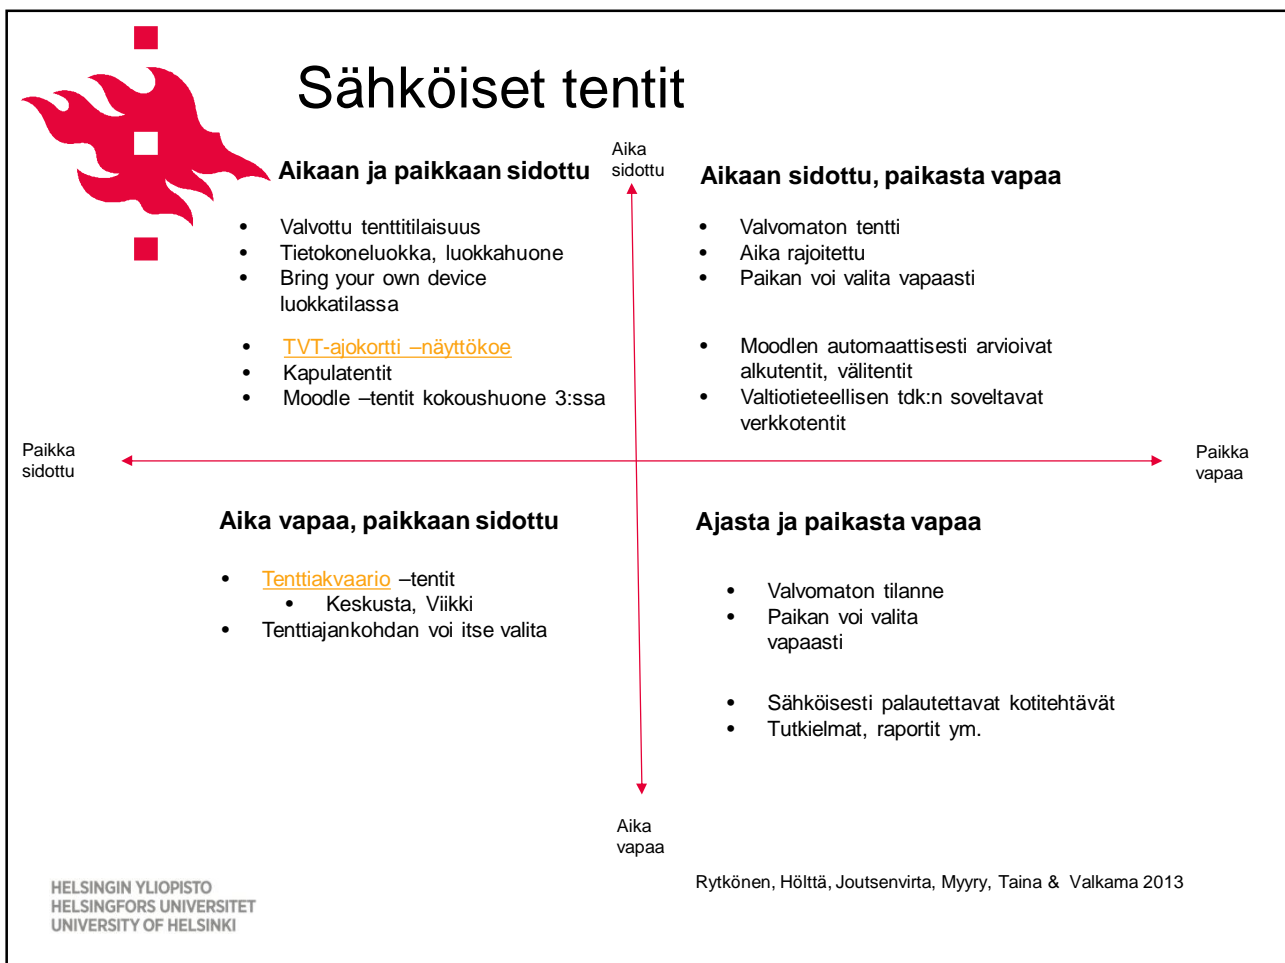 Sähköiset tentit
Aika
sidottu
Aikaan ja paikkaan sidottu
• Valvottu tenttitilaisuus
• Tietokoneluokka, luokkahuone
• Bring your own device
luokkatilassa
• TVT-ajokortti –näyttökoe
• Kapulatentit
• Moodle –tentit kokoushuone 3:ssa
Aikaan sidottu, paikasta vapaa
• Valvomaton tentti
• Aika rajoitettu
• Paikan voi valita vapaasti
• Moodlen automaattisesti arvioivat
alkutentit, välitentit
• Valtiotieteellisen tdk:n soveltavat
verkkotentit
Paikka
sidottu
Paikka
vapaa
Aika vapaa, paikkaan sidottu
• Tenttiakvaario –tentit
• Keskusta, Viikki
• Tenttiajankohdan voi itse valita
Ajasta ja paikasta vapaa
• Valvomaton tilanne
• Paikan voi valita
vapaasti
• Sähköisesti palautettavat kotitehtävät
• Tutkielmat, raportit ym.
Aika
vapaa
Rytkönen, Hölttä, Joutsenvirta, Myyry, Taina & Valkama 2013
HELSINGIN YLIOPISTO
HELSINGFORS UNIVERSITET
UNIVERSITY OF HELSINKI